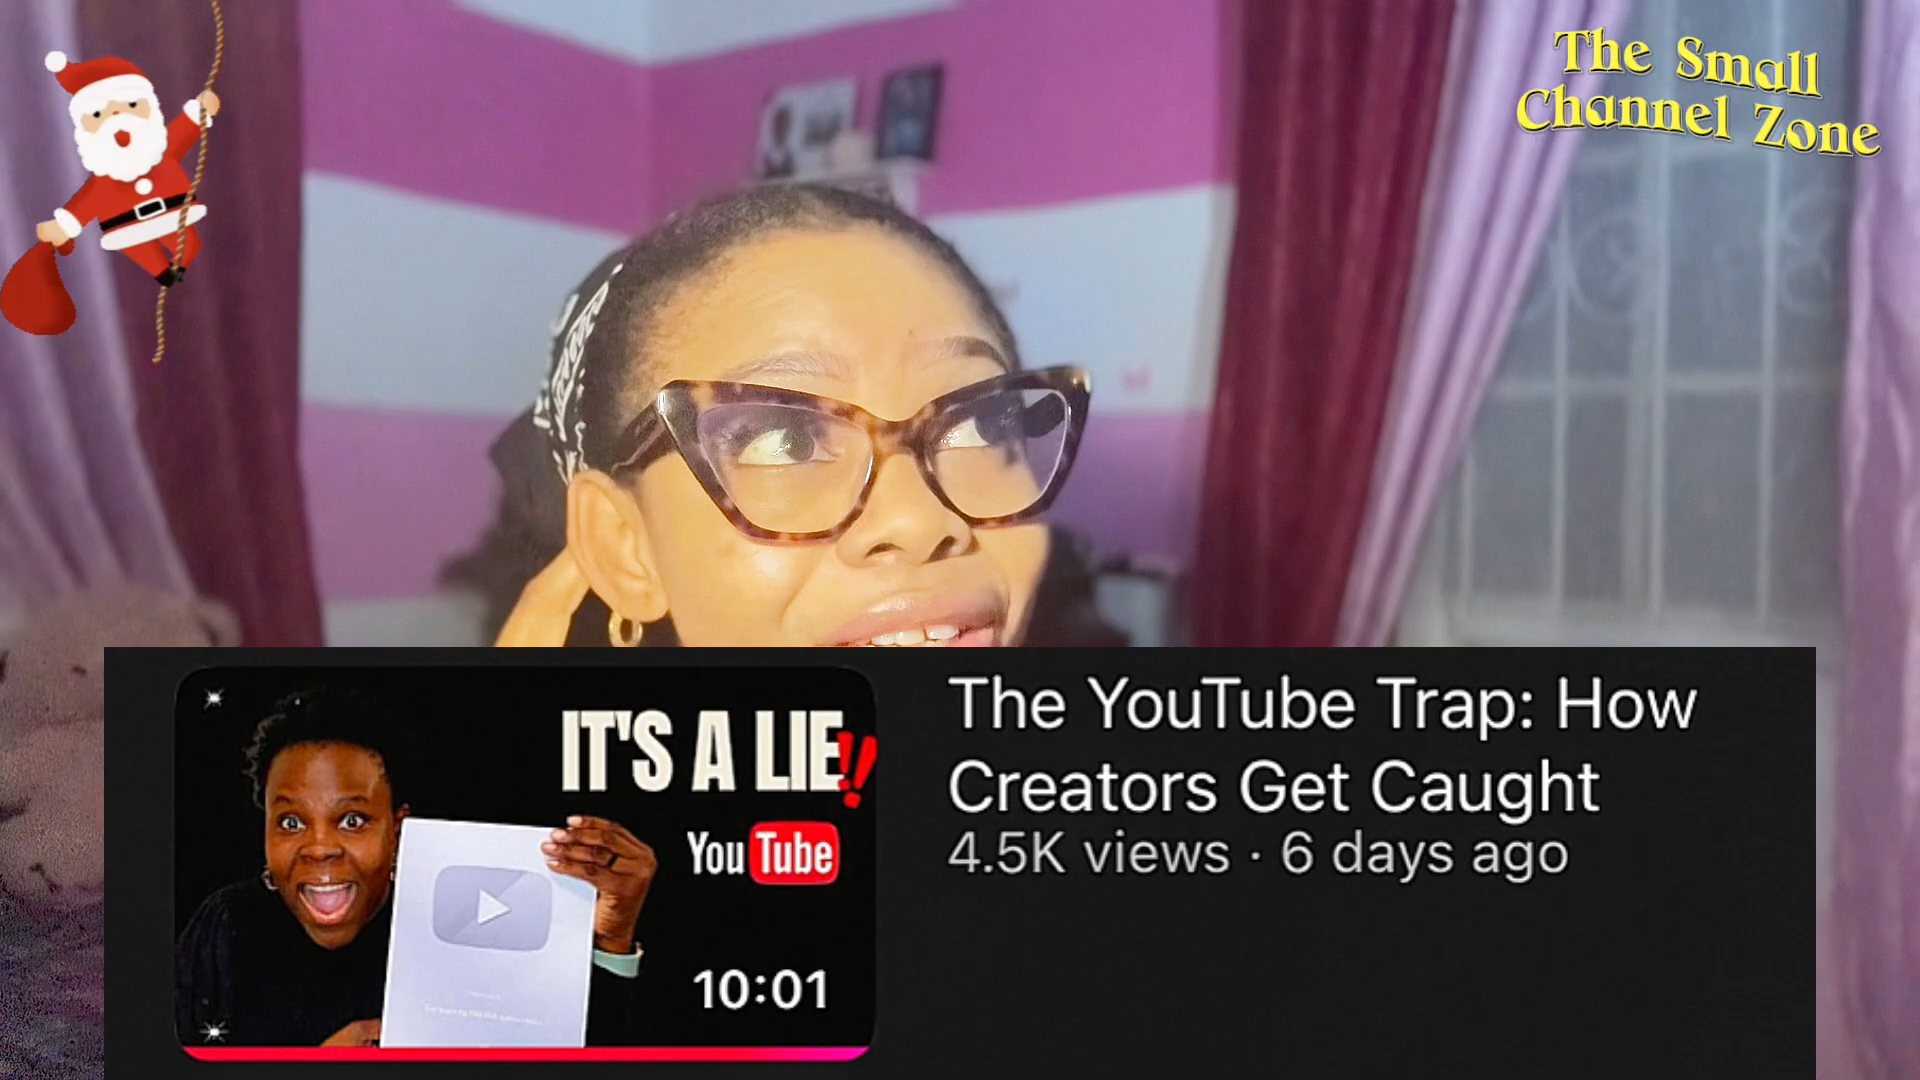 The Small
Channel Zone
IT'S A LIE!!
YouTube
10:01
The YouTube Trap: How
Creators Get Caught
4.5K views · 6 days ago